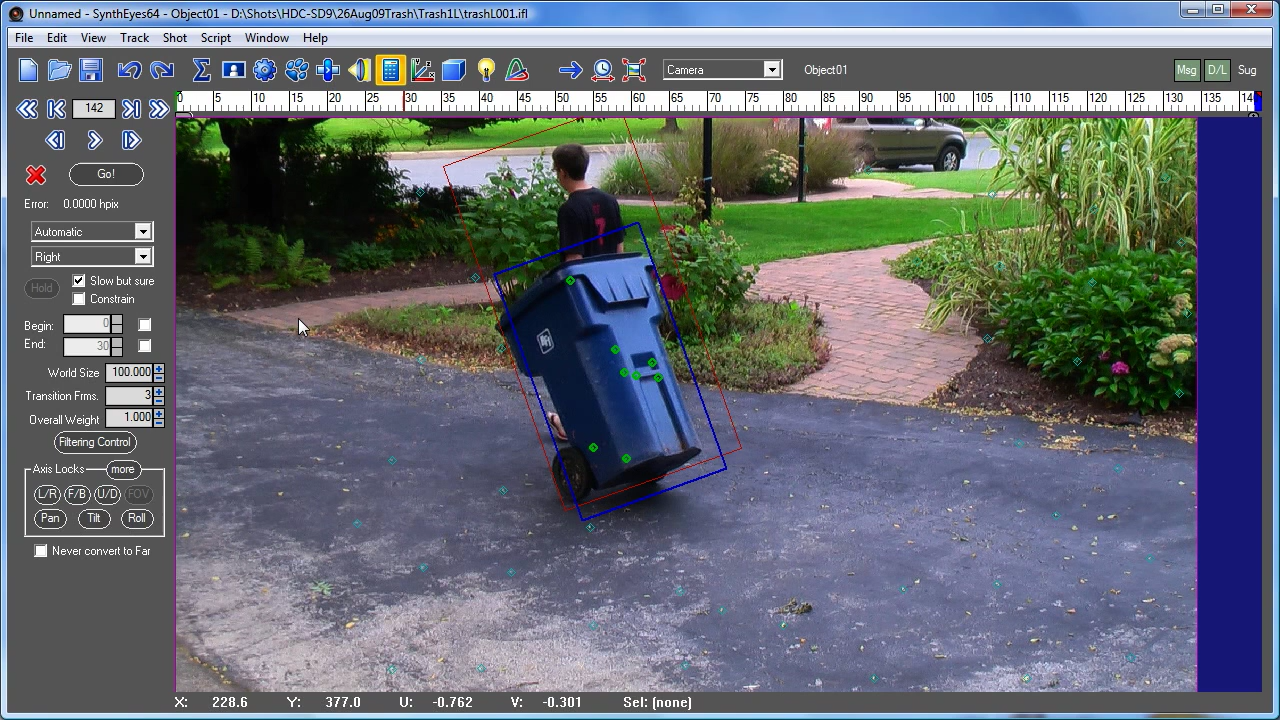 Unnamed - SynthEyes64 - Object01 - D:\Shots\HDC-SD9\26Aug09Trash\Trash1L\trashL001.ifl
File Edit View Track Shot Script Window Help
Camera Object01 Msg D/L Sug
142 0 5 10 15 20 25 30 35 40 45 50 55 60 65 70 75 80 85 90 95 100 105 110 115 120 125 130 135
Go!
Error: 0.0000 hpix
Automatic
Right
Hold Slow but sure
Constrain
Begin: 0
End: 30
World Size 100.000
Transition Frms. 3
Overall Weight 1.000
Filtering Control
Axis Locks more
L/R F/B U/D FOV
Pan Tilt Roll
Never convert to Far
7
X: 228.6 Y: 377.0 U: -0.762 V: -0.301 Sel: (none)